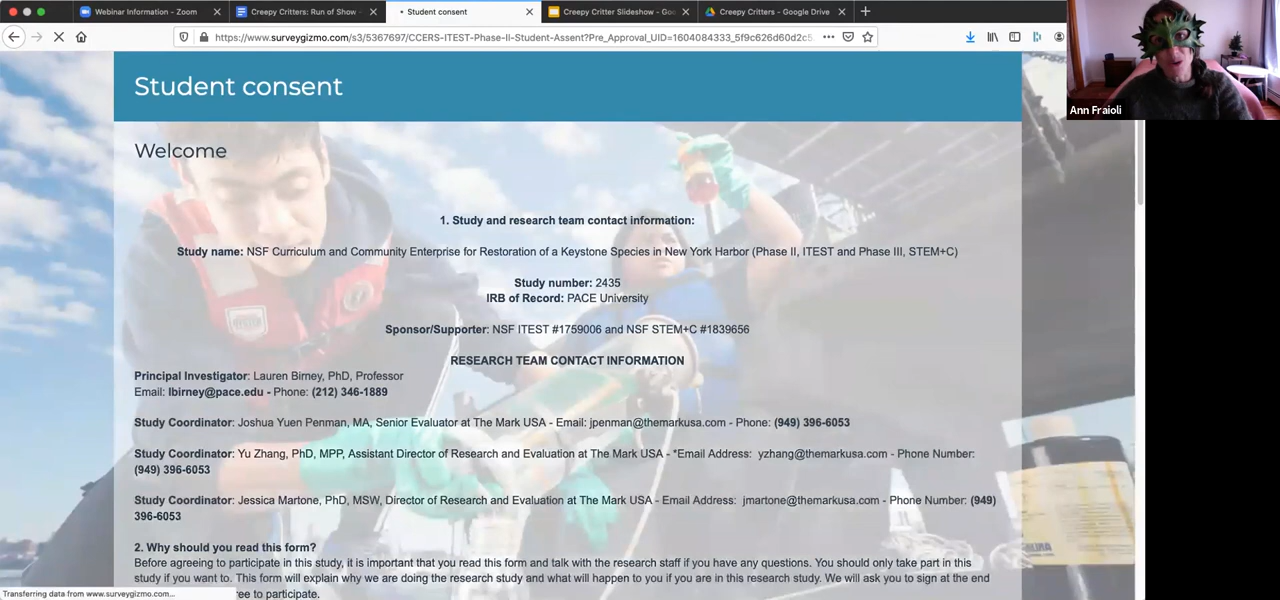 Webinar Information - Zoom
Creepy Critters: Run of Show -
Student consent
Creepy Critter Slideshow - Goo
Creepy Critters - Google Drive
https://www.surveygizmo.com/s3/5367697/CCERS-ITEST-Phase-II-Student-Assent?Pre_Approval_UID=1604084333_5f9c626d60d2c5
Ann Fraioli
Student consent
Welcome
1. Study and research team contact information:
Study name: NSF Curriculum and Community Enterprise for Restoration of a Keystone Species in New York Harbor (Phase II, ITEST and Phase III, STEM+C)
Study number: 2435
IRB of Record: PACE University
Sponsor/Supporter: NSF ITEST #1759006 and NSF STEM+C #1839656
RESEARCH TEAM CONTACT INFORMATION
Principal Investigator: Lauren Birney, PhD, Professor
Email: lbirney@pace.edu - Phone: (212) 346-1889
Study Coordinator: Joshua Yuen Penman, MA, Senior Evaluator at The Mark USA - Email: jpenman@themarkusa.com - Phone: (949) 396-6053
Study Coordinator: Yu Zhang, PhD, MPP, Assistant Director of Research and Evaluation at The Mark USA - *Email Address: yzhang@themarkusa.com - Phone Number:
(949) 396-6053
Study Coordinator: Jessica Martone, PhD, MSW, Director of Research and Evaluation at The Mark USA - Email Address: jmartone@themarkusa.com - Phone Number: (949)
396-6053
2. Why should you read this form?
Before agreeing to participate in this study, it is important that you read this form and talk with the research staff if you have any questions. You should only take part in this
study if you want to. This form will explain why we are doing the research study and what will happen to you if you are in this research study. We will ask you to sign at the end
Transferring data from www.surveygizmo.com...
ree to participate.